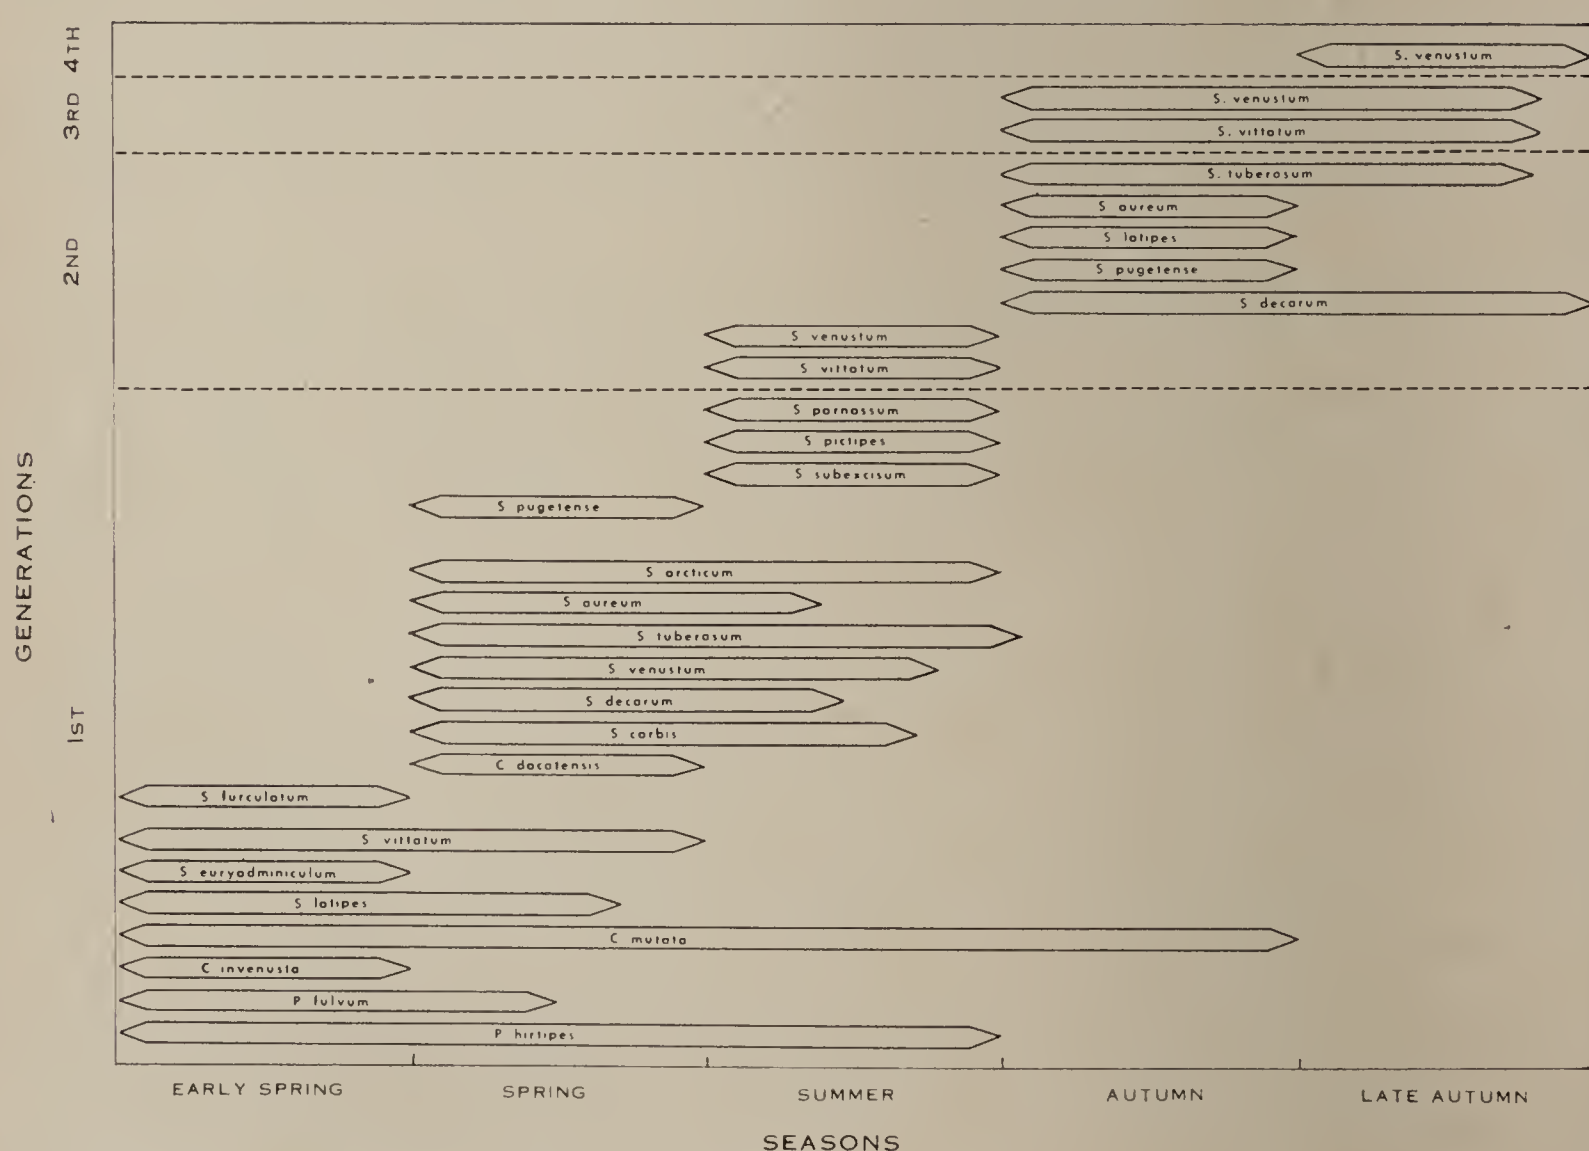 GENERATIONS
4TH
S. venustum
3RD
S. venustum
S. vittatum
2ND
S. tuberosum
S aureum
S latipes
S pugetense
S decorum
S venustum
S vittatum
1ST
S parnassum
S pictipes
S subexcisum
S pugetense
S arcticum
S aureum
S tuberosum
S venustum
S decorum
S corbis
C dacotensis
S furculatum
S vittatum
S euryadminiculum
S latipes
C mutata
C invenusta
P fulvum
P hirtipes
EARLY SPRING
SPRING
SUMMER
AUTUMN
LATE AUTUMN
SEASONS